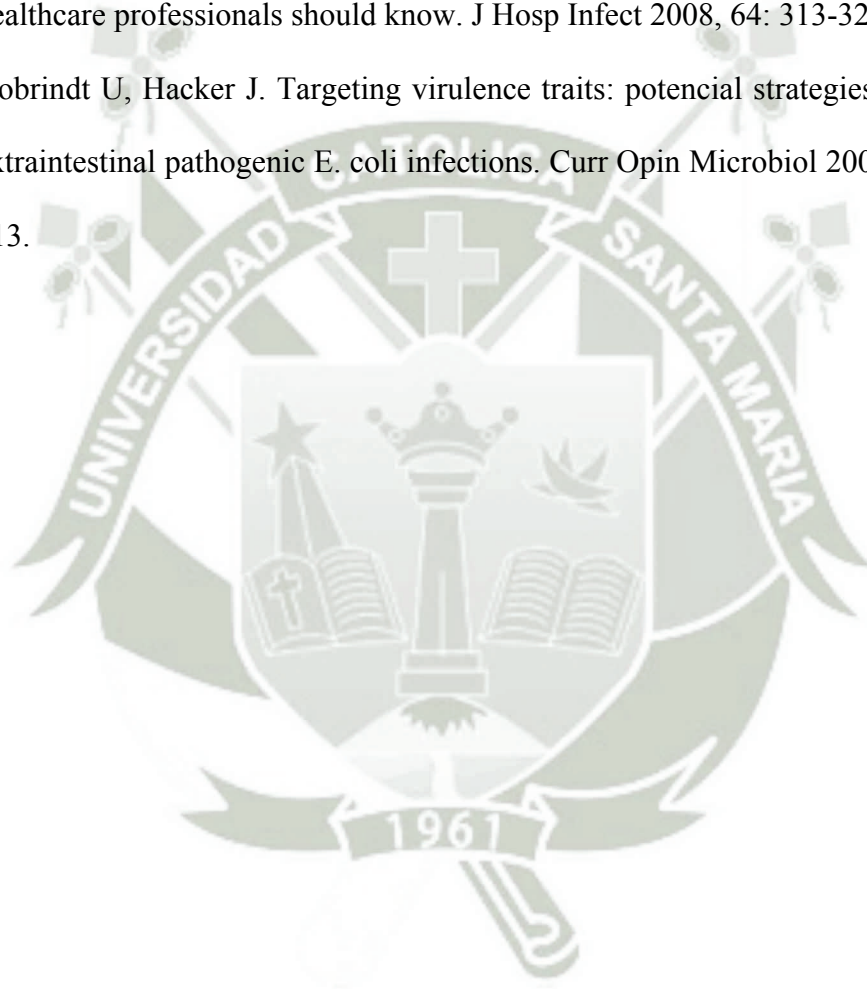 ealthcare professionals should know. J Hosp Infect 2008, 64: 313-32
obrindt U, Hacker J. Targeting virulence traits: potencial strategies
xtraintestinal pathogenic E. coli infections. Curr Opin Microbiol 200
13.
UNIVERSIDAD CATOLICA SANTA MARIA
1961